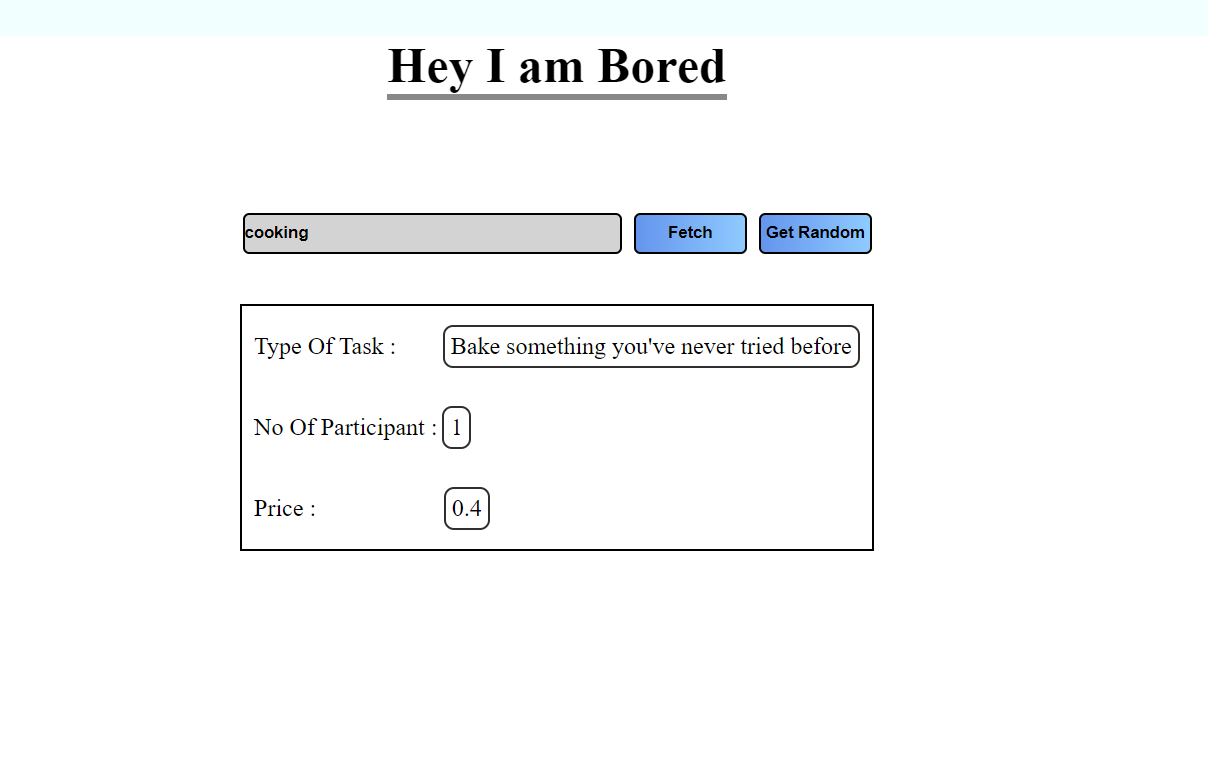 Hey I am Bored
cooking Fetch Get Random
Type Of Task : Bake something you've never tried before
No Of Participant : 1
Price : 0.4